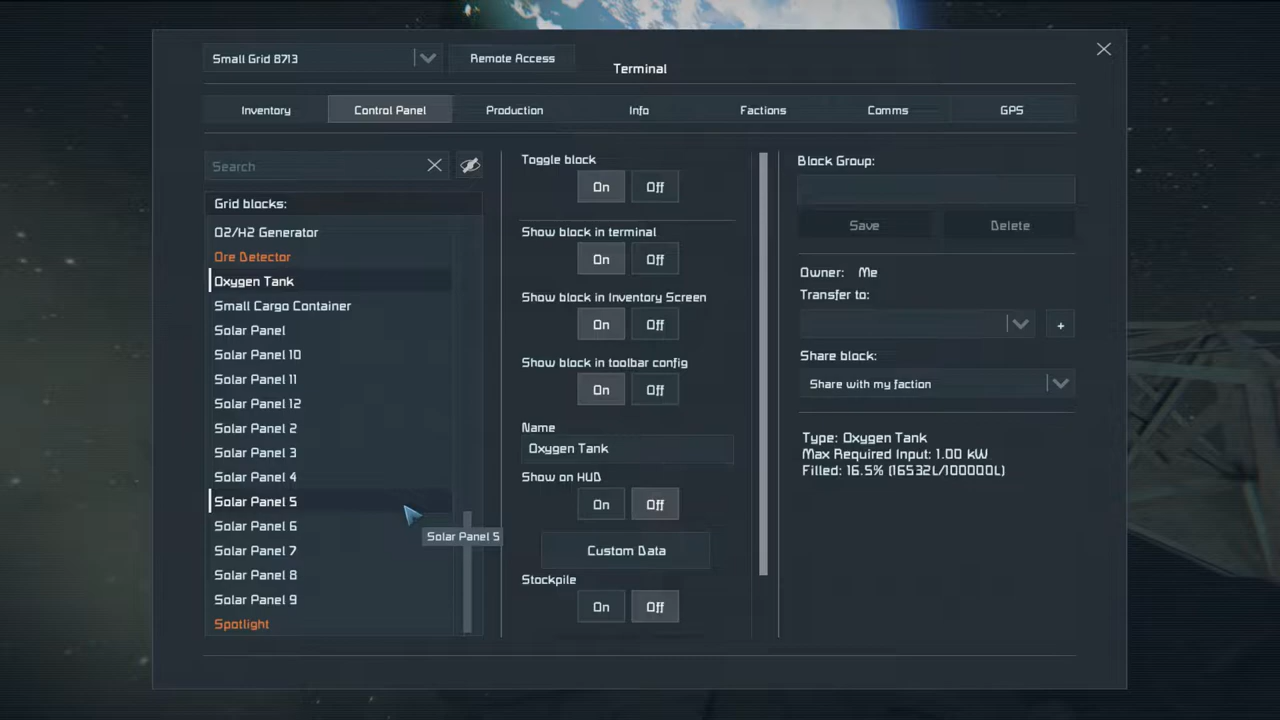 Small Grid 8713
Remote Access
Terminal
Inventory
Control Panel
Production
Info
Factions
Comms
GPS
Search
Grid blocks:
O2/H2 Generator
Ore Detector
Oxygen Tank
Small Cargo Container
Solar Panel
Solar Panel 10
Solar Panel 11
Solar Panel 12
Solar Panel 2
Solar Panel 3
Solar Panel 4
Solar Panel 5
Solar Panel 6
Solar Panel 7
Solar Panel 8
Solar Panel 9
Spotlight
Solar Panel 5
Toggle block
On Off
Show block in terminal
On Off
Show block in Inventory Screen
On Off
Show block in toolbar config
On Off
Name
Oxygen Tank
Show on HUD
On Off
Custom Data
Stockpile
On Off
Block Group:
Save Delete
Owner: Me
Transfer to:
+
Share block:
Share with my faction
Type: Oxygen Tank
Max Required Input: 1.00 kW
Filled: 16.5% (16532L/100000L)